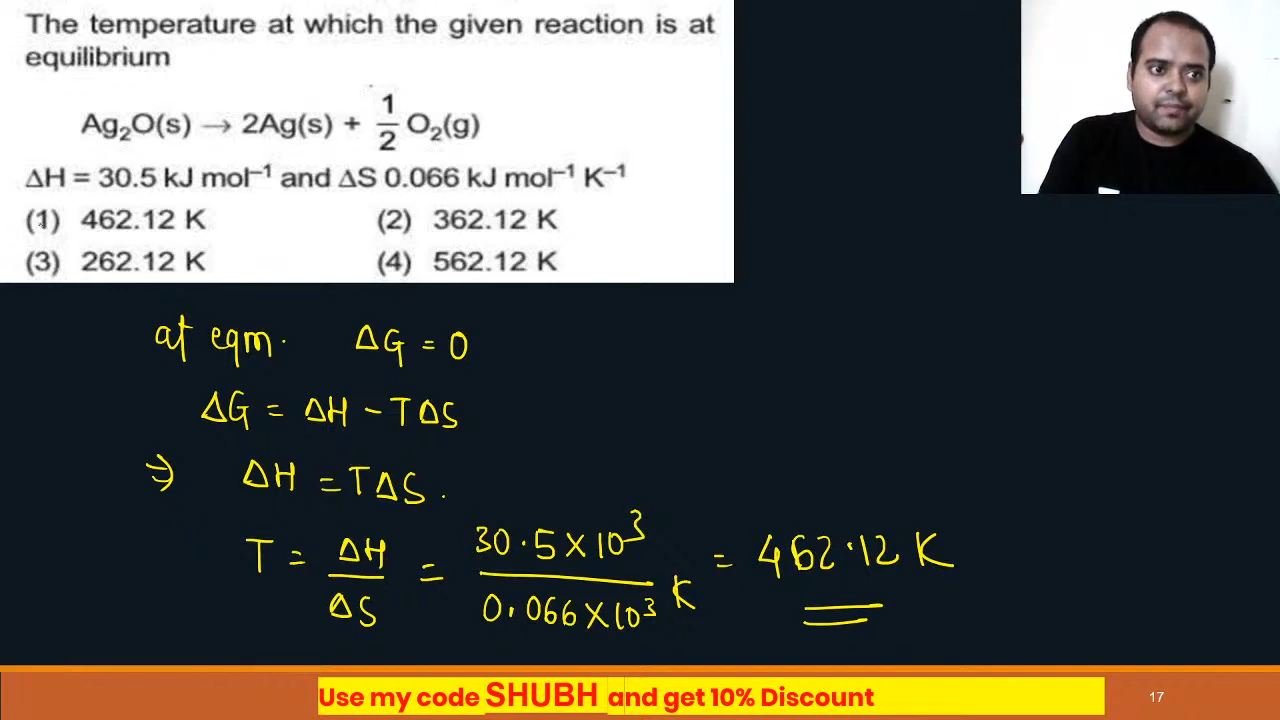 The temperature at which the given reaction is at
equilibrium
Ag₂O(s) → 2Ag(s) + 1/2 O₂(g)
ΔH = 30.5 kJ mol⁻¹ and ΔS 0.066 kJ mol⁻¹ K⁻¹
(1) 462.12 K (2) 362.12 K
(3) 262.12 K (4) 562.12 K
at eqm. ΔG = 0
ΔG = ΔH - TΔS
⇒ ΔH = TΔS.
T = ΔH/ΔS = 30.5 × 10³ / 0.066 × 10³ K = 462.12 K
Use my code SHUBH and get 10% Discount
17